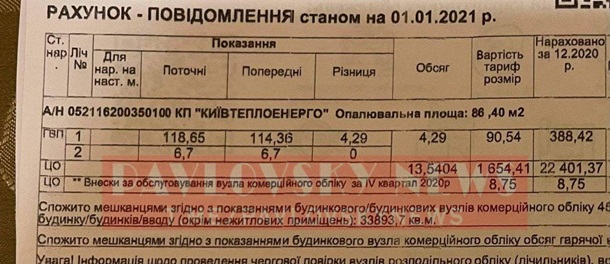 РАХУНОК - ПОВІДОМЛЕННЯ станом на 01.01.2021 р.
Ст. нар. Ліч № Показання Обсяг Вартість тариф розмір Нараховано за 12.2020 р.
Для нар. на наст. м. Поточні Попередні Різниця
А/Н 052116200350100 КП "КИЇВТЕПЛОЕНЕРГО" Опалювальна площа: 86,40 м2
ГВП 1 118,65 114,36 4,29 4,29 90,54 388,42
2 6,7 6,7 0
ЦО 13,5404 1 654,41 22 401,37
ЦО ** Внески за обслуговування вузла комерційного обліку за IV квартал 2020р 8,75 8,75
PAVLOVSKY NEWS
Спожито мешканцями згідно з показаннями будинкового/будинкових вузлів комерційного обліку
будинку/будинків/вводу (окрім нежитлових приміщень): 33893,7 кв.м.
NEWS
Спожито мешканцями згідно з показаннями будинкового вузла комерційного обліку обсяг гарячої
Увага! Інформація щодо проведення чергової повірки вузлів розподільного обліку (лічильників),